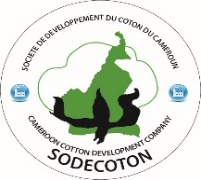 SOCIETE DE DEVELOPPEMENT DU COTON DU CAMEROUN
CAMEROON COTTON DEVELOPMENT COMPANY
SODECOTON